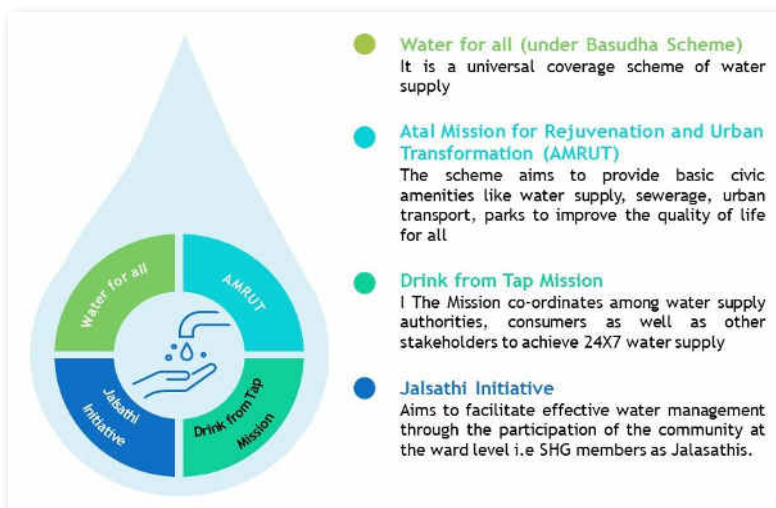 Water for all (under Basudha Scheme)
It is a universal coverage scheme of water
supply
Atal Mission for Rejuvenation and Urban
Transformation (AMRUT)
The scheme aims to provide basic civic
amenities like water supply, sewerage, urban
transport, parks to improve the quality of life
for all
Drink from Tap Mission
I The Mission co-ordinates among water supply
authorities, consumers as well as other
stakeholders to achieve 24X7 water supply
Jalsathi Initiative
Aims to facilitate effective water management
through the participation of the community at
the ward level i.e SHG members as Jalasathis.
Water for all
AMRUT
Jalsathi
Initiative
Drink from Tap
Mission